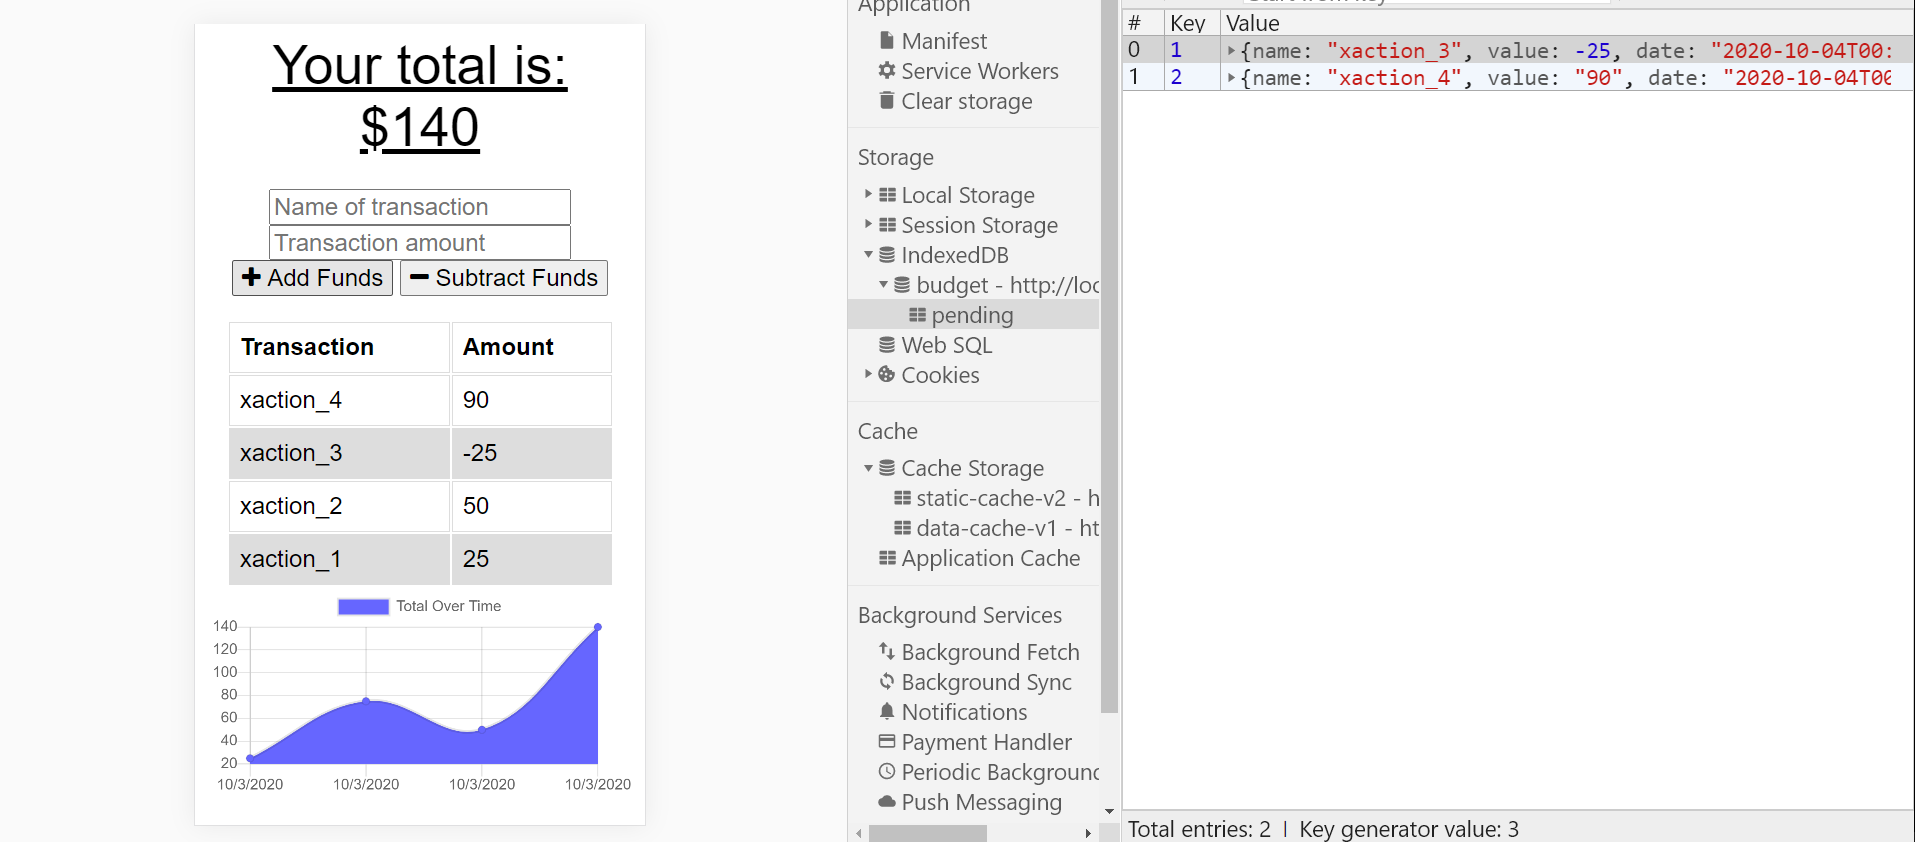 Your total is:
$140
Name of transaction
Transaction amount
Add Funds
Subtract Funds
Transaction Amount
xaction_4 90
xaction_3 -25
xaction_2 50
xaction_1 25
Total Over Time
140
120
100
80
60
40
20
10/3/2020 10/3/2020 10/3/2020 10/3/2020
Application
Manifest
Service Workers
Clear storage
Storage
Local Storage
Session Storage
IndexedDB
budget - http://loc
pending
Web SQL
Cookies
Cache
Cache Storage
static-cache-v2 - h
data-cache-v1 - ht
Application Cache
Background Services
Background Fetch
Background Sync
Notifications
Payment Handler
Periodic Background
Push Messaging
# Key Value
0 1 {name: "xaction_3", value: -25, date: "2020-10-04T00:
1 2 {name: "xaction_4", value: "90", date: "2020-10-04T00
Total entries: 2 | Key generator value: 3